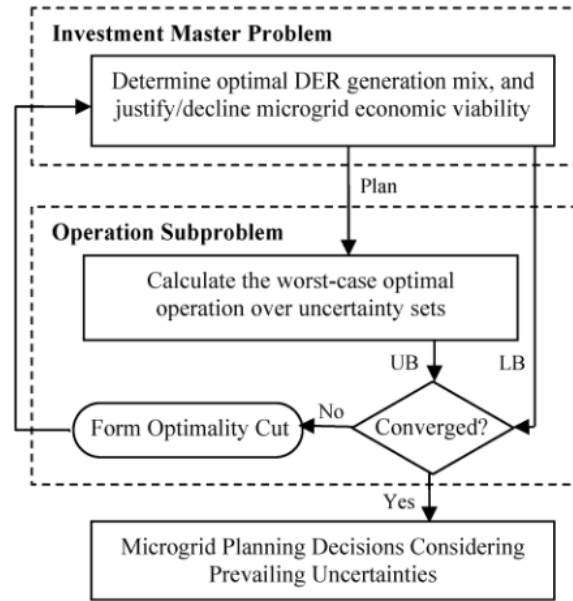 Investment Master Problem
Determine optimal DER generation mix, and
justify/decline microgrid economic viability
Plan
Operation Subproblem
Calculate the worst-case optimal
operation over uncertainty sets
UB
LB
No
Form Optimality Cut
Converged?
Yes
Microgrid Planning Decisions Considering
Prevailing Uncertainties